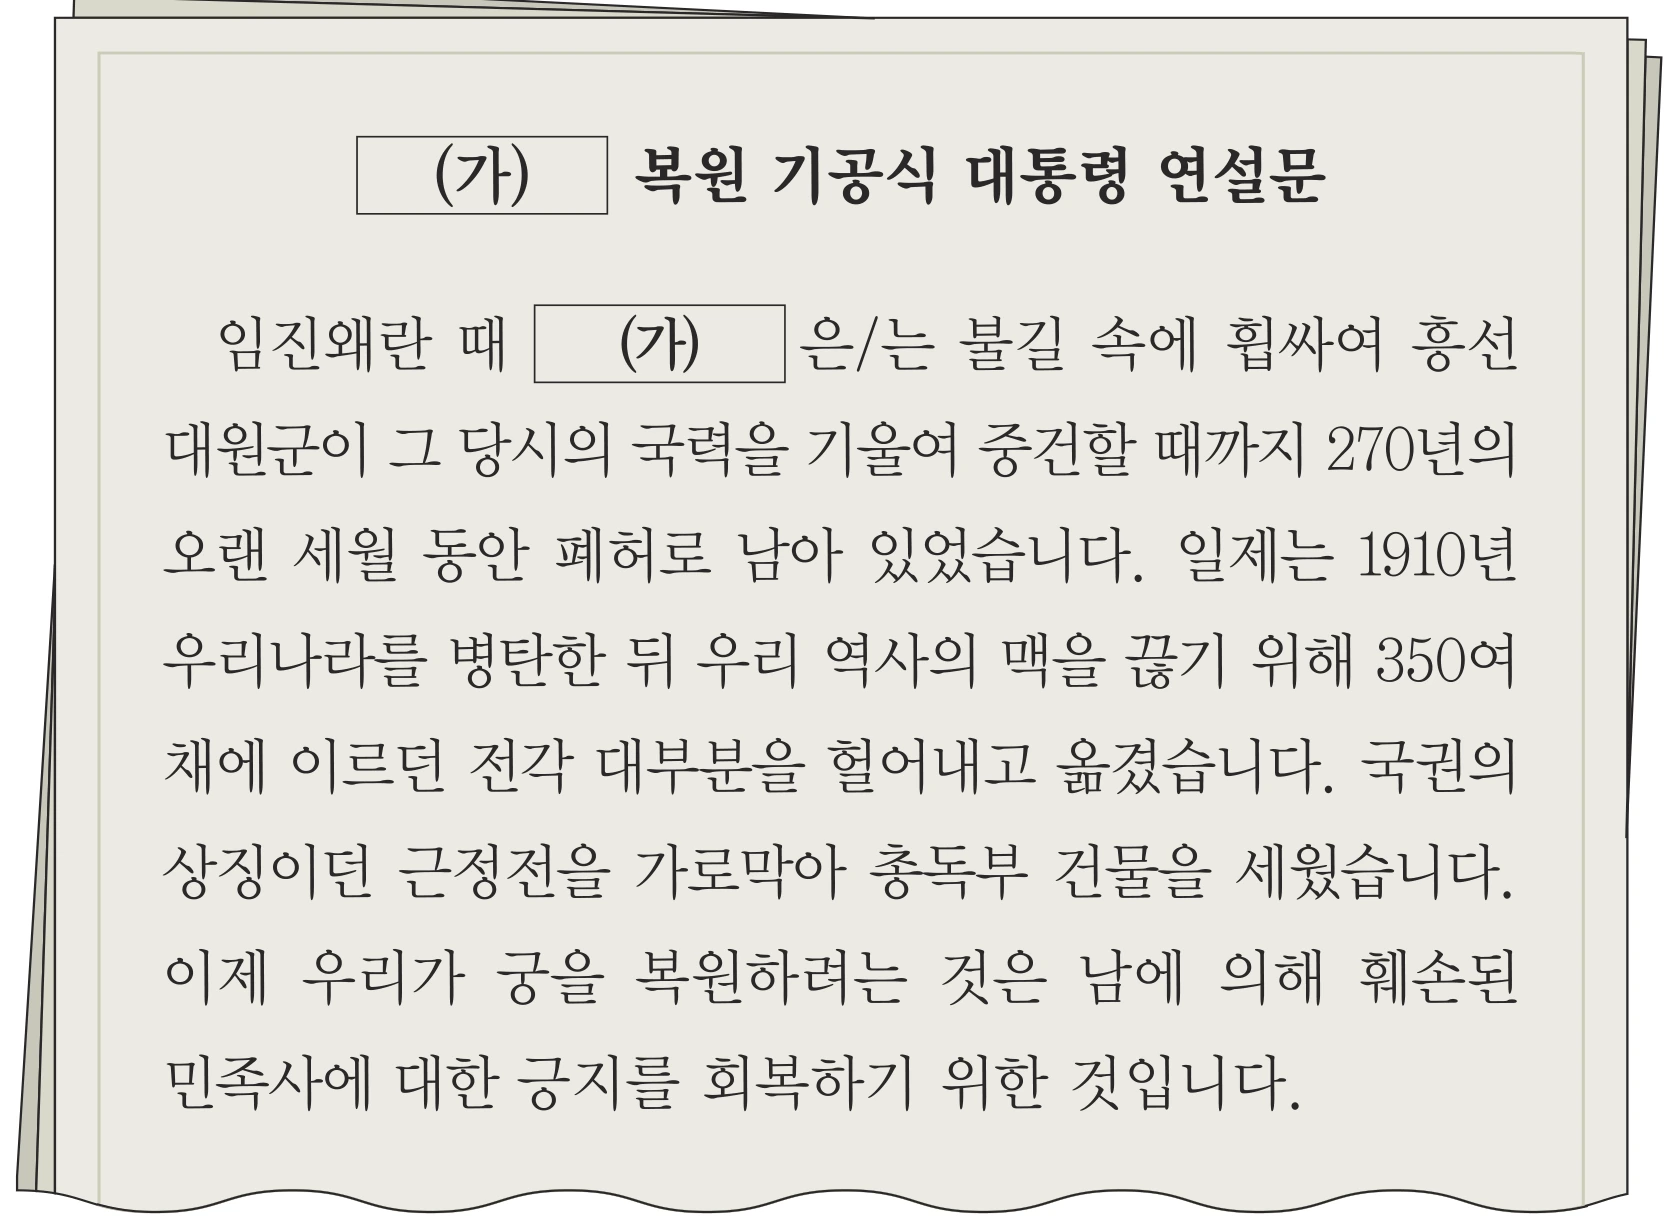 (가) 복원 기공식 대통령 연설문
임진왜란 때 (가) 은/는 불길 속에 휩싸여 흥선
대원군이 그 당시의 국력을 기울여 중건할 때까지 270년의
오랜 세월 동안 폐허로 남아 있었습니다. 일제는 1910년
우리나라를 병탄한 뒤 우리 역사의 맥을 끊기 위해 350여
채에 이르던 전각 대부분을 헐어내고 옮겼습니다. 국권의
상징이던 근정전을 가로막아 총독부 건물을 세웠습니다.
이제 우리가 궁을 복원하려는 것은 남에 의해 훼손된
민족사에 대한 긍지를 회복하기 위한 것입니다.